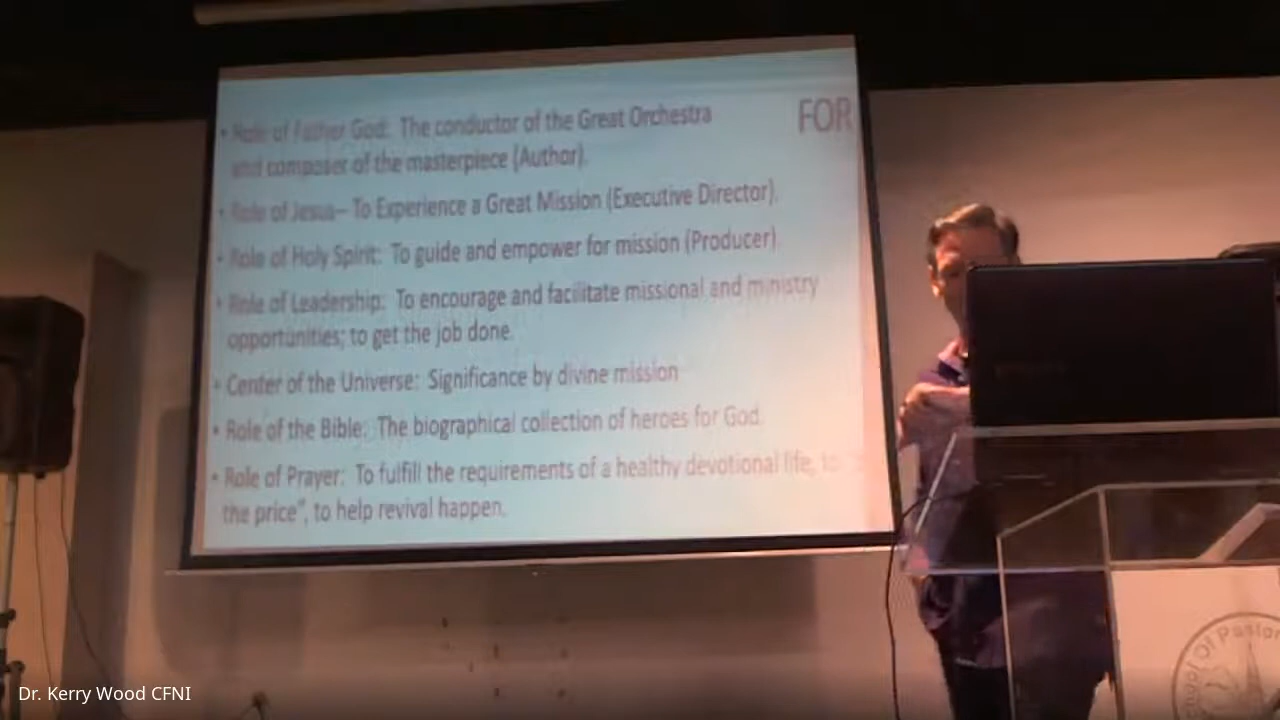 FOR
• Role of Father God: The conductor of the Great Orchestra
and composer of the masterpiece (Author).
• Role of Jesus– To Experience a Great Mission (Executive Director).
• Role of Holy Spirit: To guide and empower for mission (Producer)
• Role of Leadership: To encourage and facilitate missional and ministry
opportunities; to get the job done.
• Center of the Universe: Significance by divine mission
• Role of the Bible: The biographical collection of heroes for God.
• Role of Prayer: To fulfill the requirements of a healthy devotional life, to
the price", to help revival happen.
Of Pastor
Dr. Kerry Wood CFNI